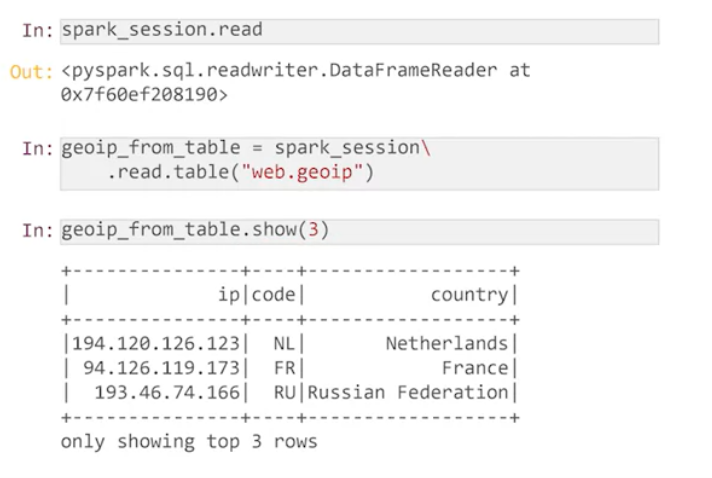 In: spark_session.read
Out: <pyspark.sql.readwriter.DataFrameReader at
0x7f60ef208190>
In: geoip_from_table = spark_session\
    .read.table("web.geoip")
In: geoip_from_table.show(3)
+---------------+----+------------------+
|             ip|code|           country|
+---------------+----+------------------+
|194.120.126.123|  NL|       Netherlands|
| 94.126.119.173|  FR|            France|
|  193.46.74.166|  RU|Russian Federation|
+---------------+----+------------------+
only showing top 3 rows